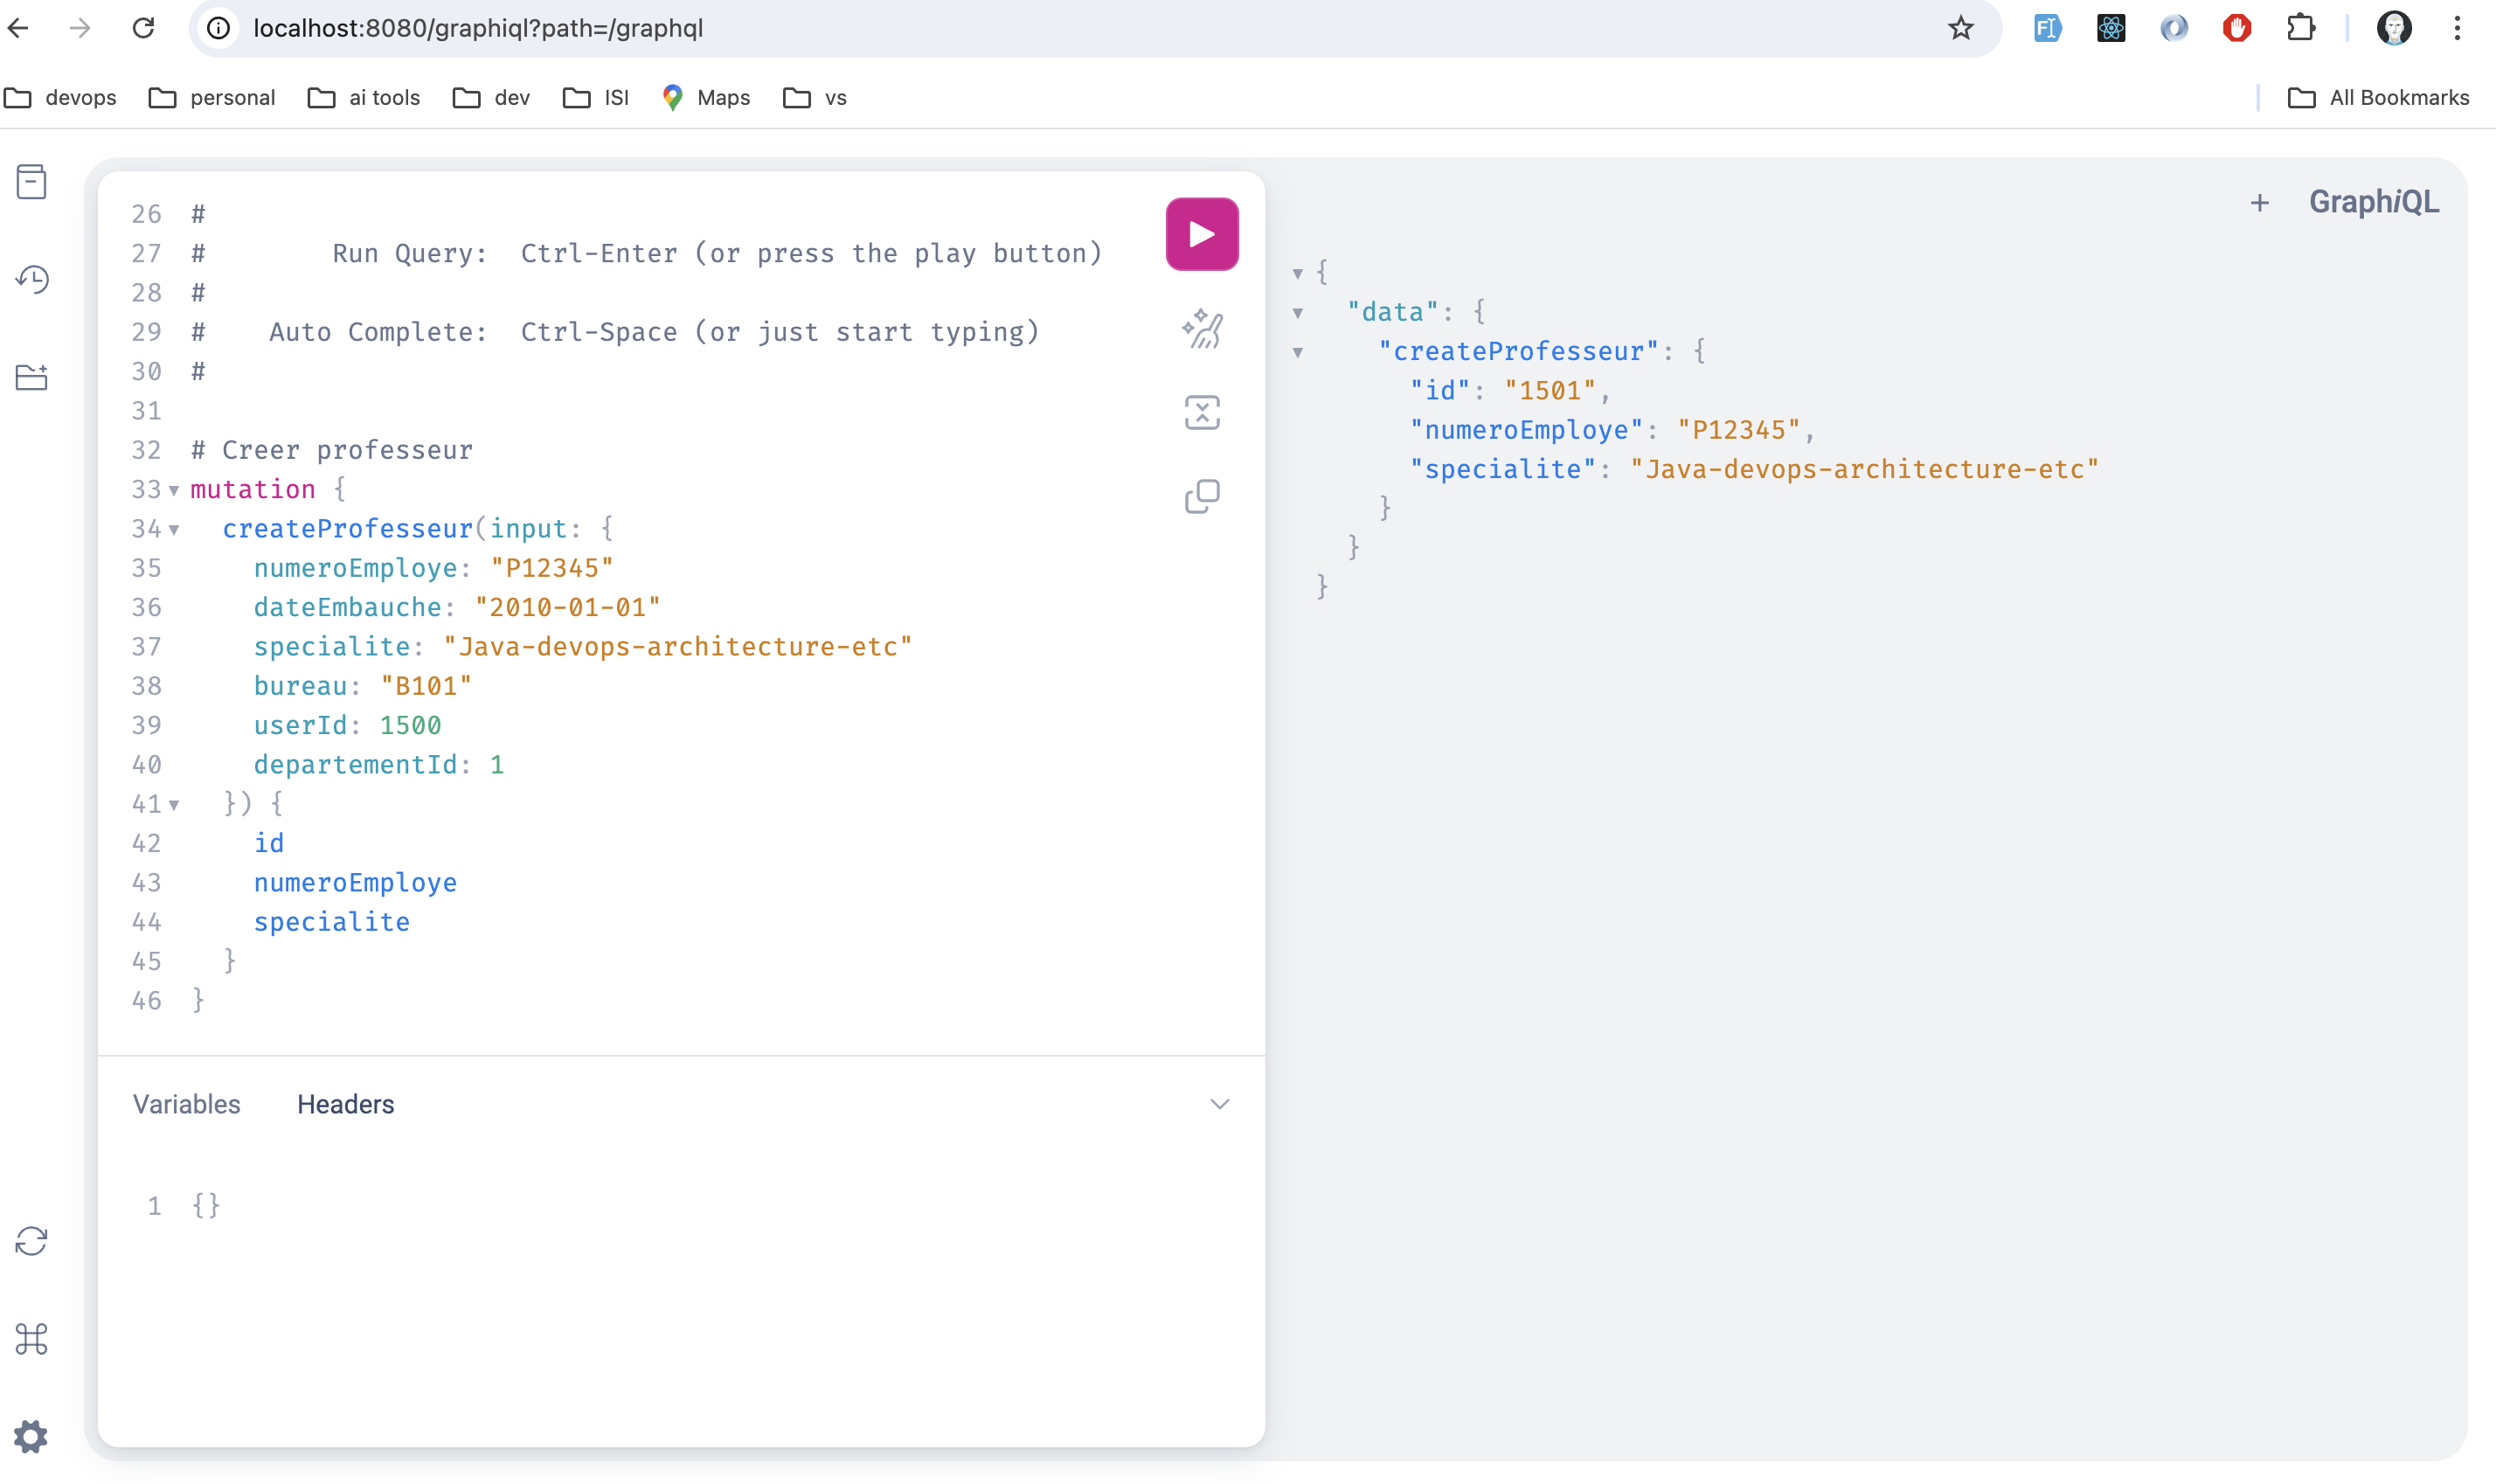 localhost:8080/graphiql?path=/graphql
devops personal ai tools dev ISI Maps vs All Bookmarks
26 #
27 # Run Query: Ctrl-Enter (or press the play button)
28 #
29 # Auto Complete: Ctrl-Space (or just start typing)
30 #
31
32 # Creer professeur
33 mutation {
34 createProfesseur(input: {
35 numeroEmploye: "P12345"
36 dateEmbauche: "2010-01-01"
37 specialite: "Java-devops-architecture-etc"
38 bureau: "B101"
39 userId: 1500
40 departementId: 1
41 }) {
42 id
43 numeroEmploye
44 specialite
45 }
46 }
Variables Headers
1 {}
+ GraphiQL
{
"data": {
"createProfesseur": {
"id": "1501",
"numeroEmploye": "P12345",
"specialite": "Java-devops-architecture-etc"
}
}
}